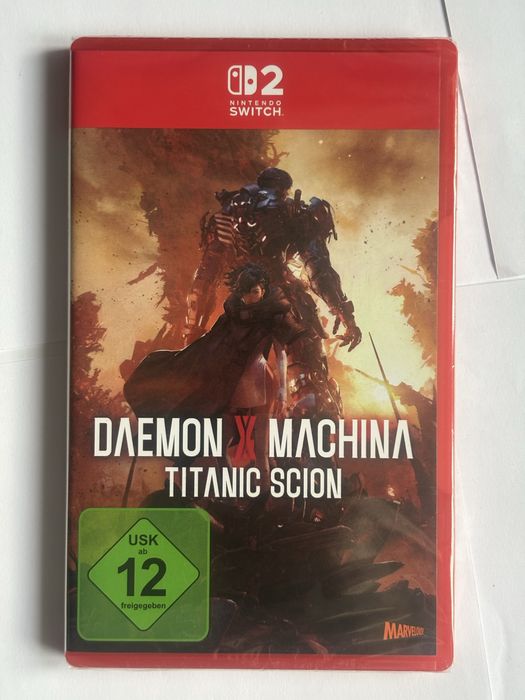 2
NINTENDO
SWITCH
DAEMON X MACHINA
TITANIC SCION
USK
ab
12
freigegeben
MARVELOUS